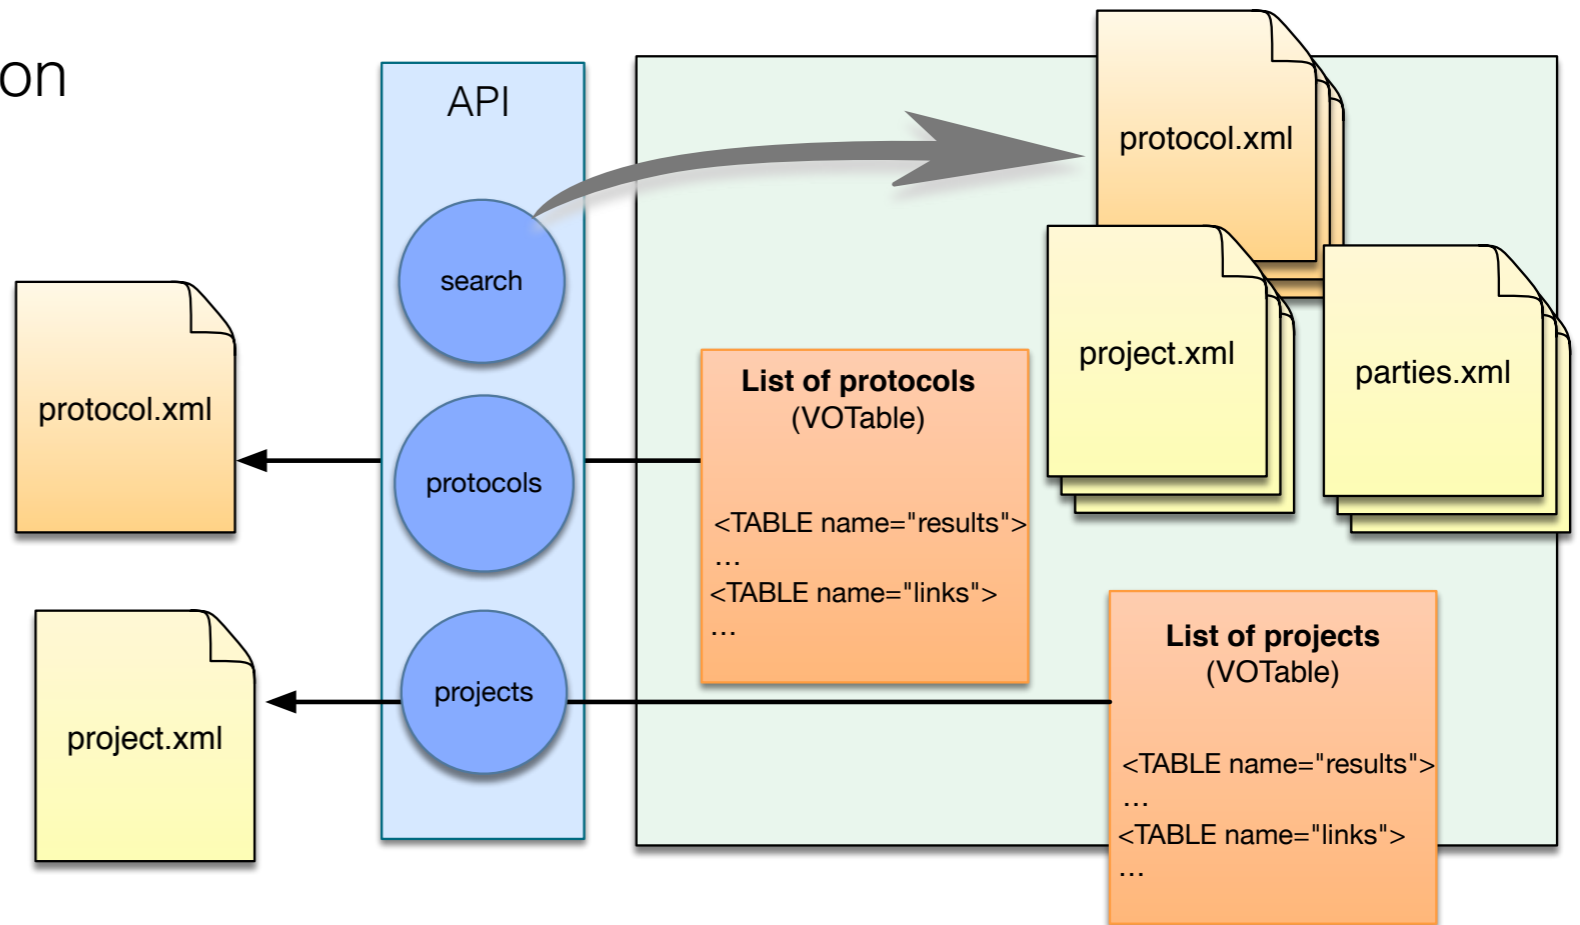 on
API
search
protocols
projects
protocol.xml
project.xml
protocol.xml
project.xml
parties.xml
List of protocols
(VOTable)
<TABLE name="results">
...
<TABLE name="links">
...
List of projects
(VOTable)
<TABLE name="results">
...
<TABLE name="links">
...